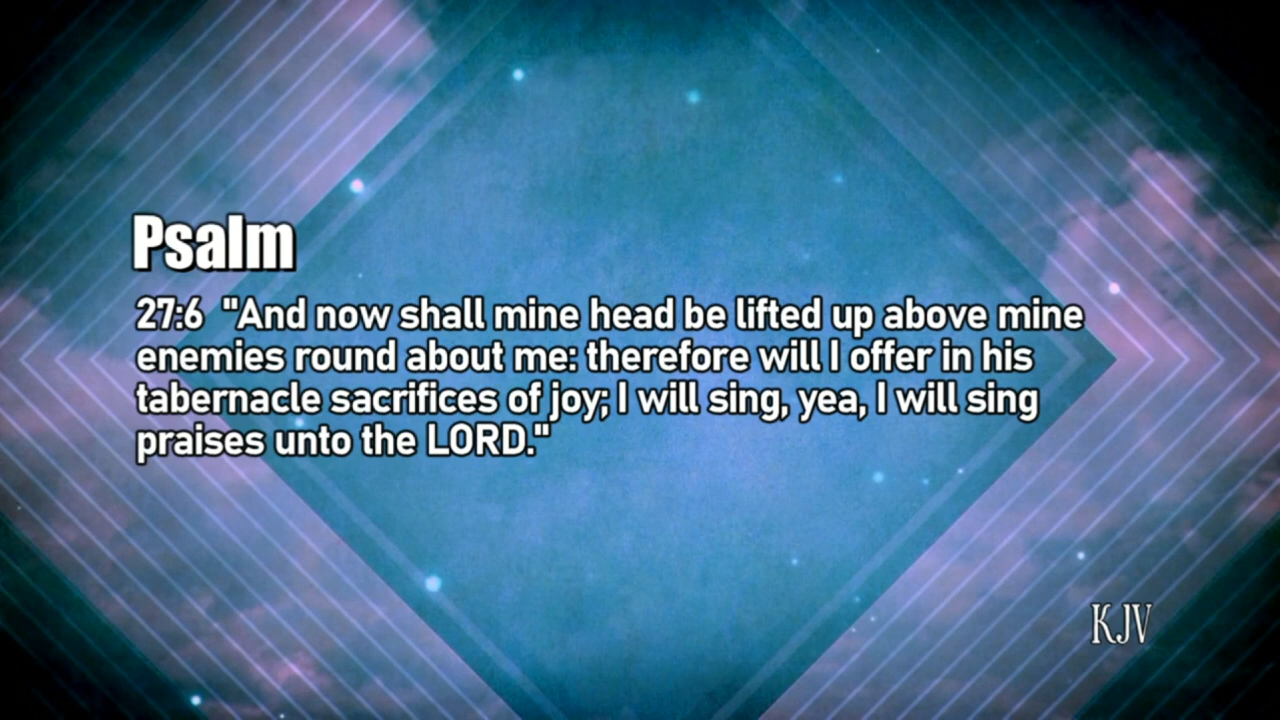 Psalm
27:6 "And now shall mine head be lifted up above mine
enemies round about me: therefore will I offer in his
tabernacle sacrifices of joy; I will sing, yea, I will sing
praises unto the LORD."
KJV